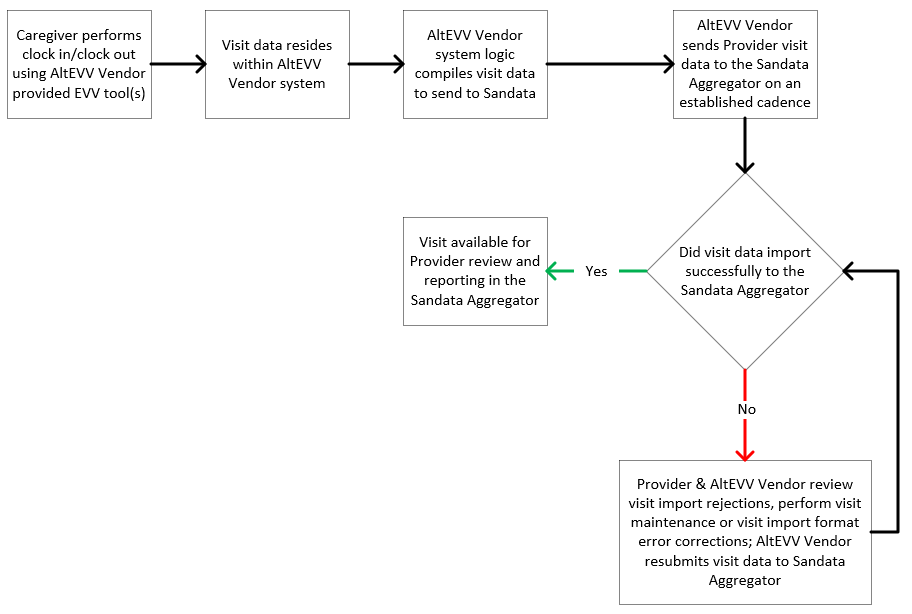 Caregiver performs
clock in/clock out
using AltEVV Vendor
provided EVV tool(s)
Visit data resides
within AltEVV
Vendor system
AltEVV Vendor
system logic
compiles visit data
to send to Sandata
AltEVV Vendor
sends Provider visit
data to the Sandata
Aggregator on an
established cadence
Did visit data import
successfully to the
Sandata Aggregator
Yes
Visit available for
Provider review and
reporting in the
Sandata Aggregator
No
Provider & AltEVV Vendor review
visit import rejections, perform visit
maintenance or visit import format
error corrections; AltEVV Vendor
resubmits visit data to Sandata
Aggregator